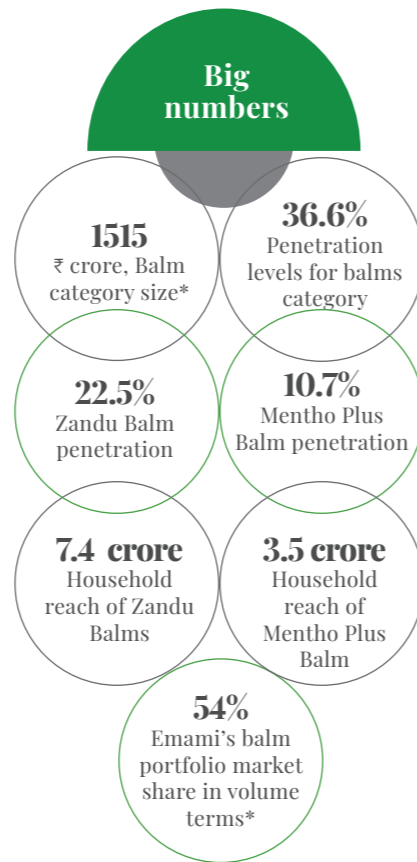 Big
numbers
1515
₹ crore, Balm
category size*
36.6%
Penetration
levels for balms
category
22.5%
Zandu Balm
penetration
10.7%
Mentho Plus
Balm penetration
7.4 crore
Household
reach of Zandu
Balms
3.5 crore
Household
reach of
Mentho Plus
Balm
54%
Emami’s balm
portfolio market
share in volume
terms*